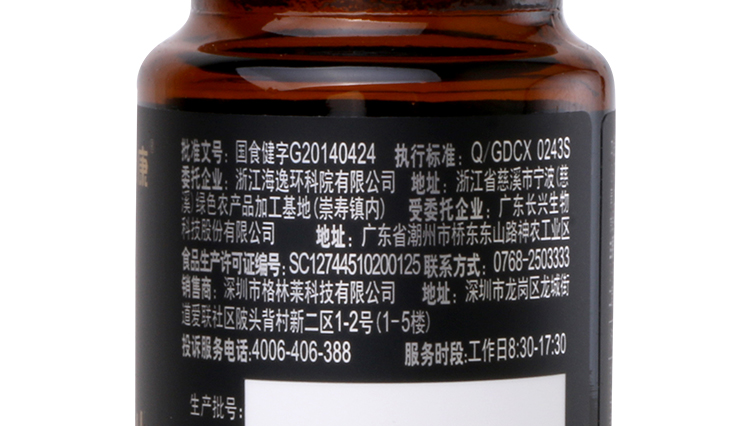 康®
批准文号：国食健字G20140424 执行标准：Q/GDCX 0243S
委托企业：浙江海逸环科院有限公司 地址：浙江省慈溪市宁波(慈
溪)绿色农产品加工基地(崇寿镇内) 受委托企业：广东长兴生物
科技股份有限公司 地址：广东省潮州市桥东东山路神农工业区
食品生产许可证编号:SC12744510200125 联系方式：0768-2503333
销售商：深圳市格林莱科技有限公司 地址：深圳市龙岗区龙城街
道爱联社区陂头背村新二区1-2号(1-5楼)
投诉服务电话:4006-406-388 服务时段:工作日8:30-17:30
生产批号: